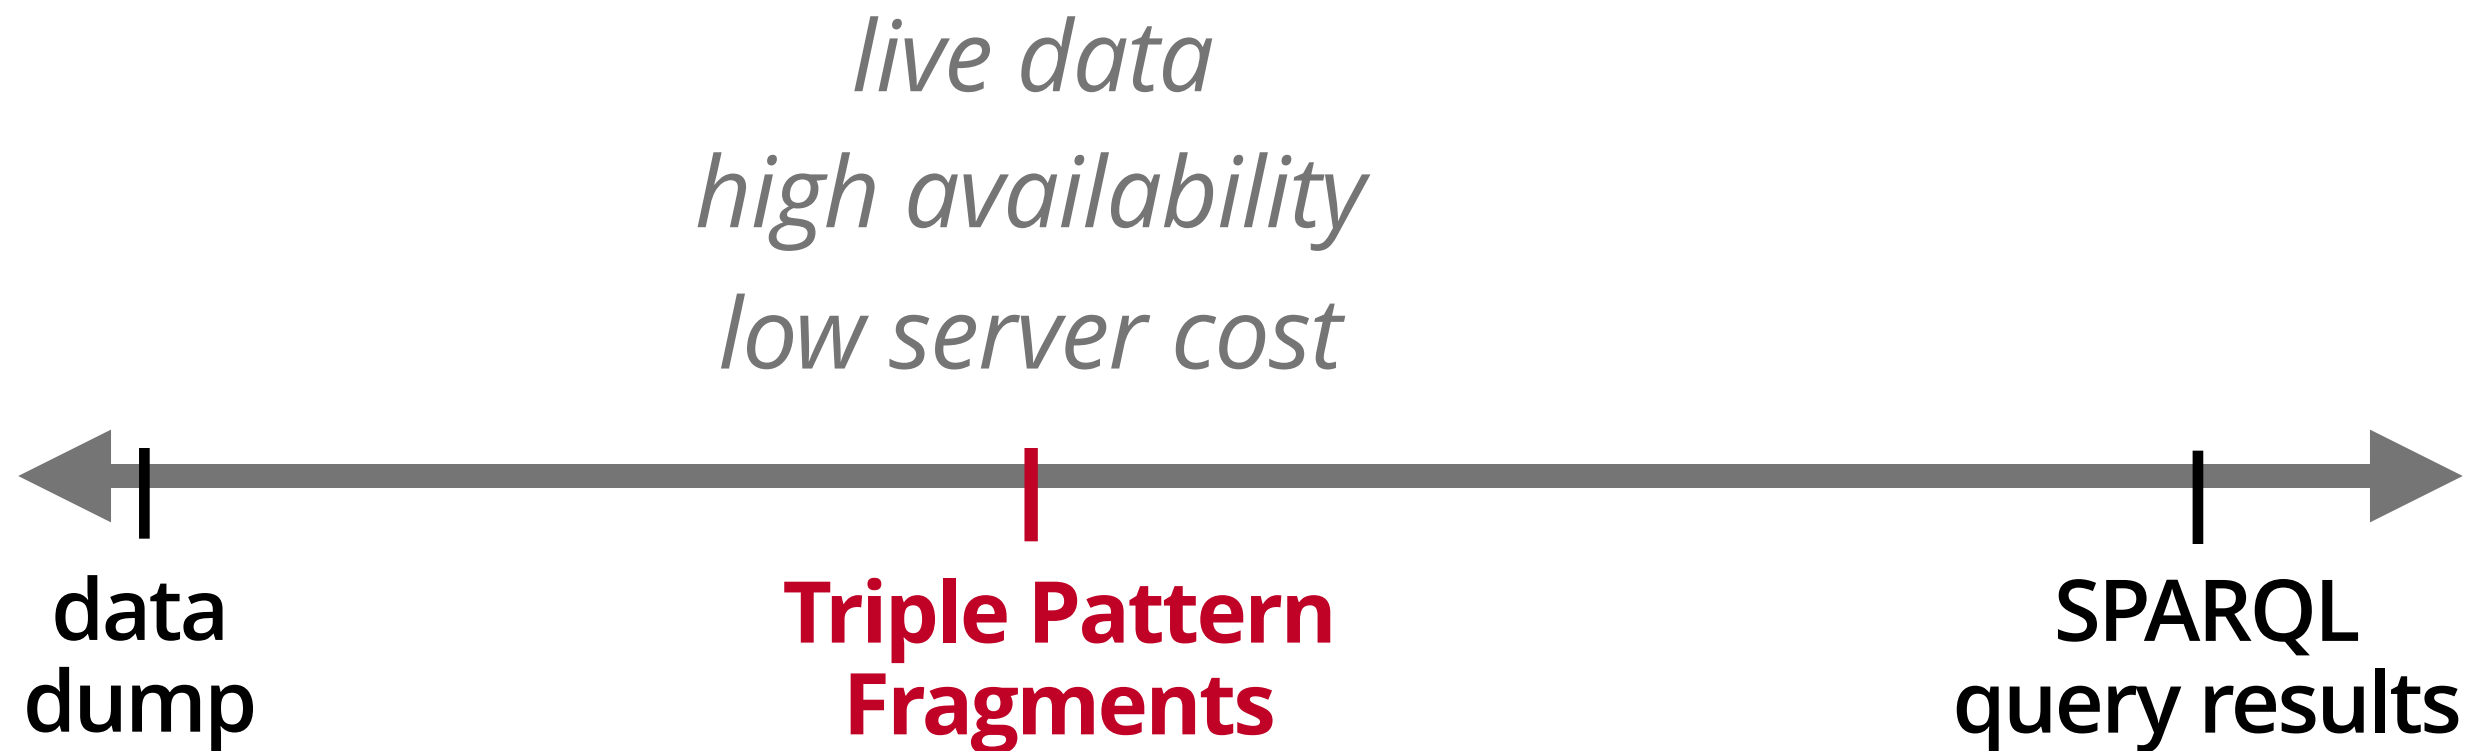 live data
high availability
low server cost
data
dump
Triple Pattern
Fragments
SPARQL
query results